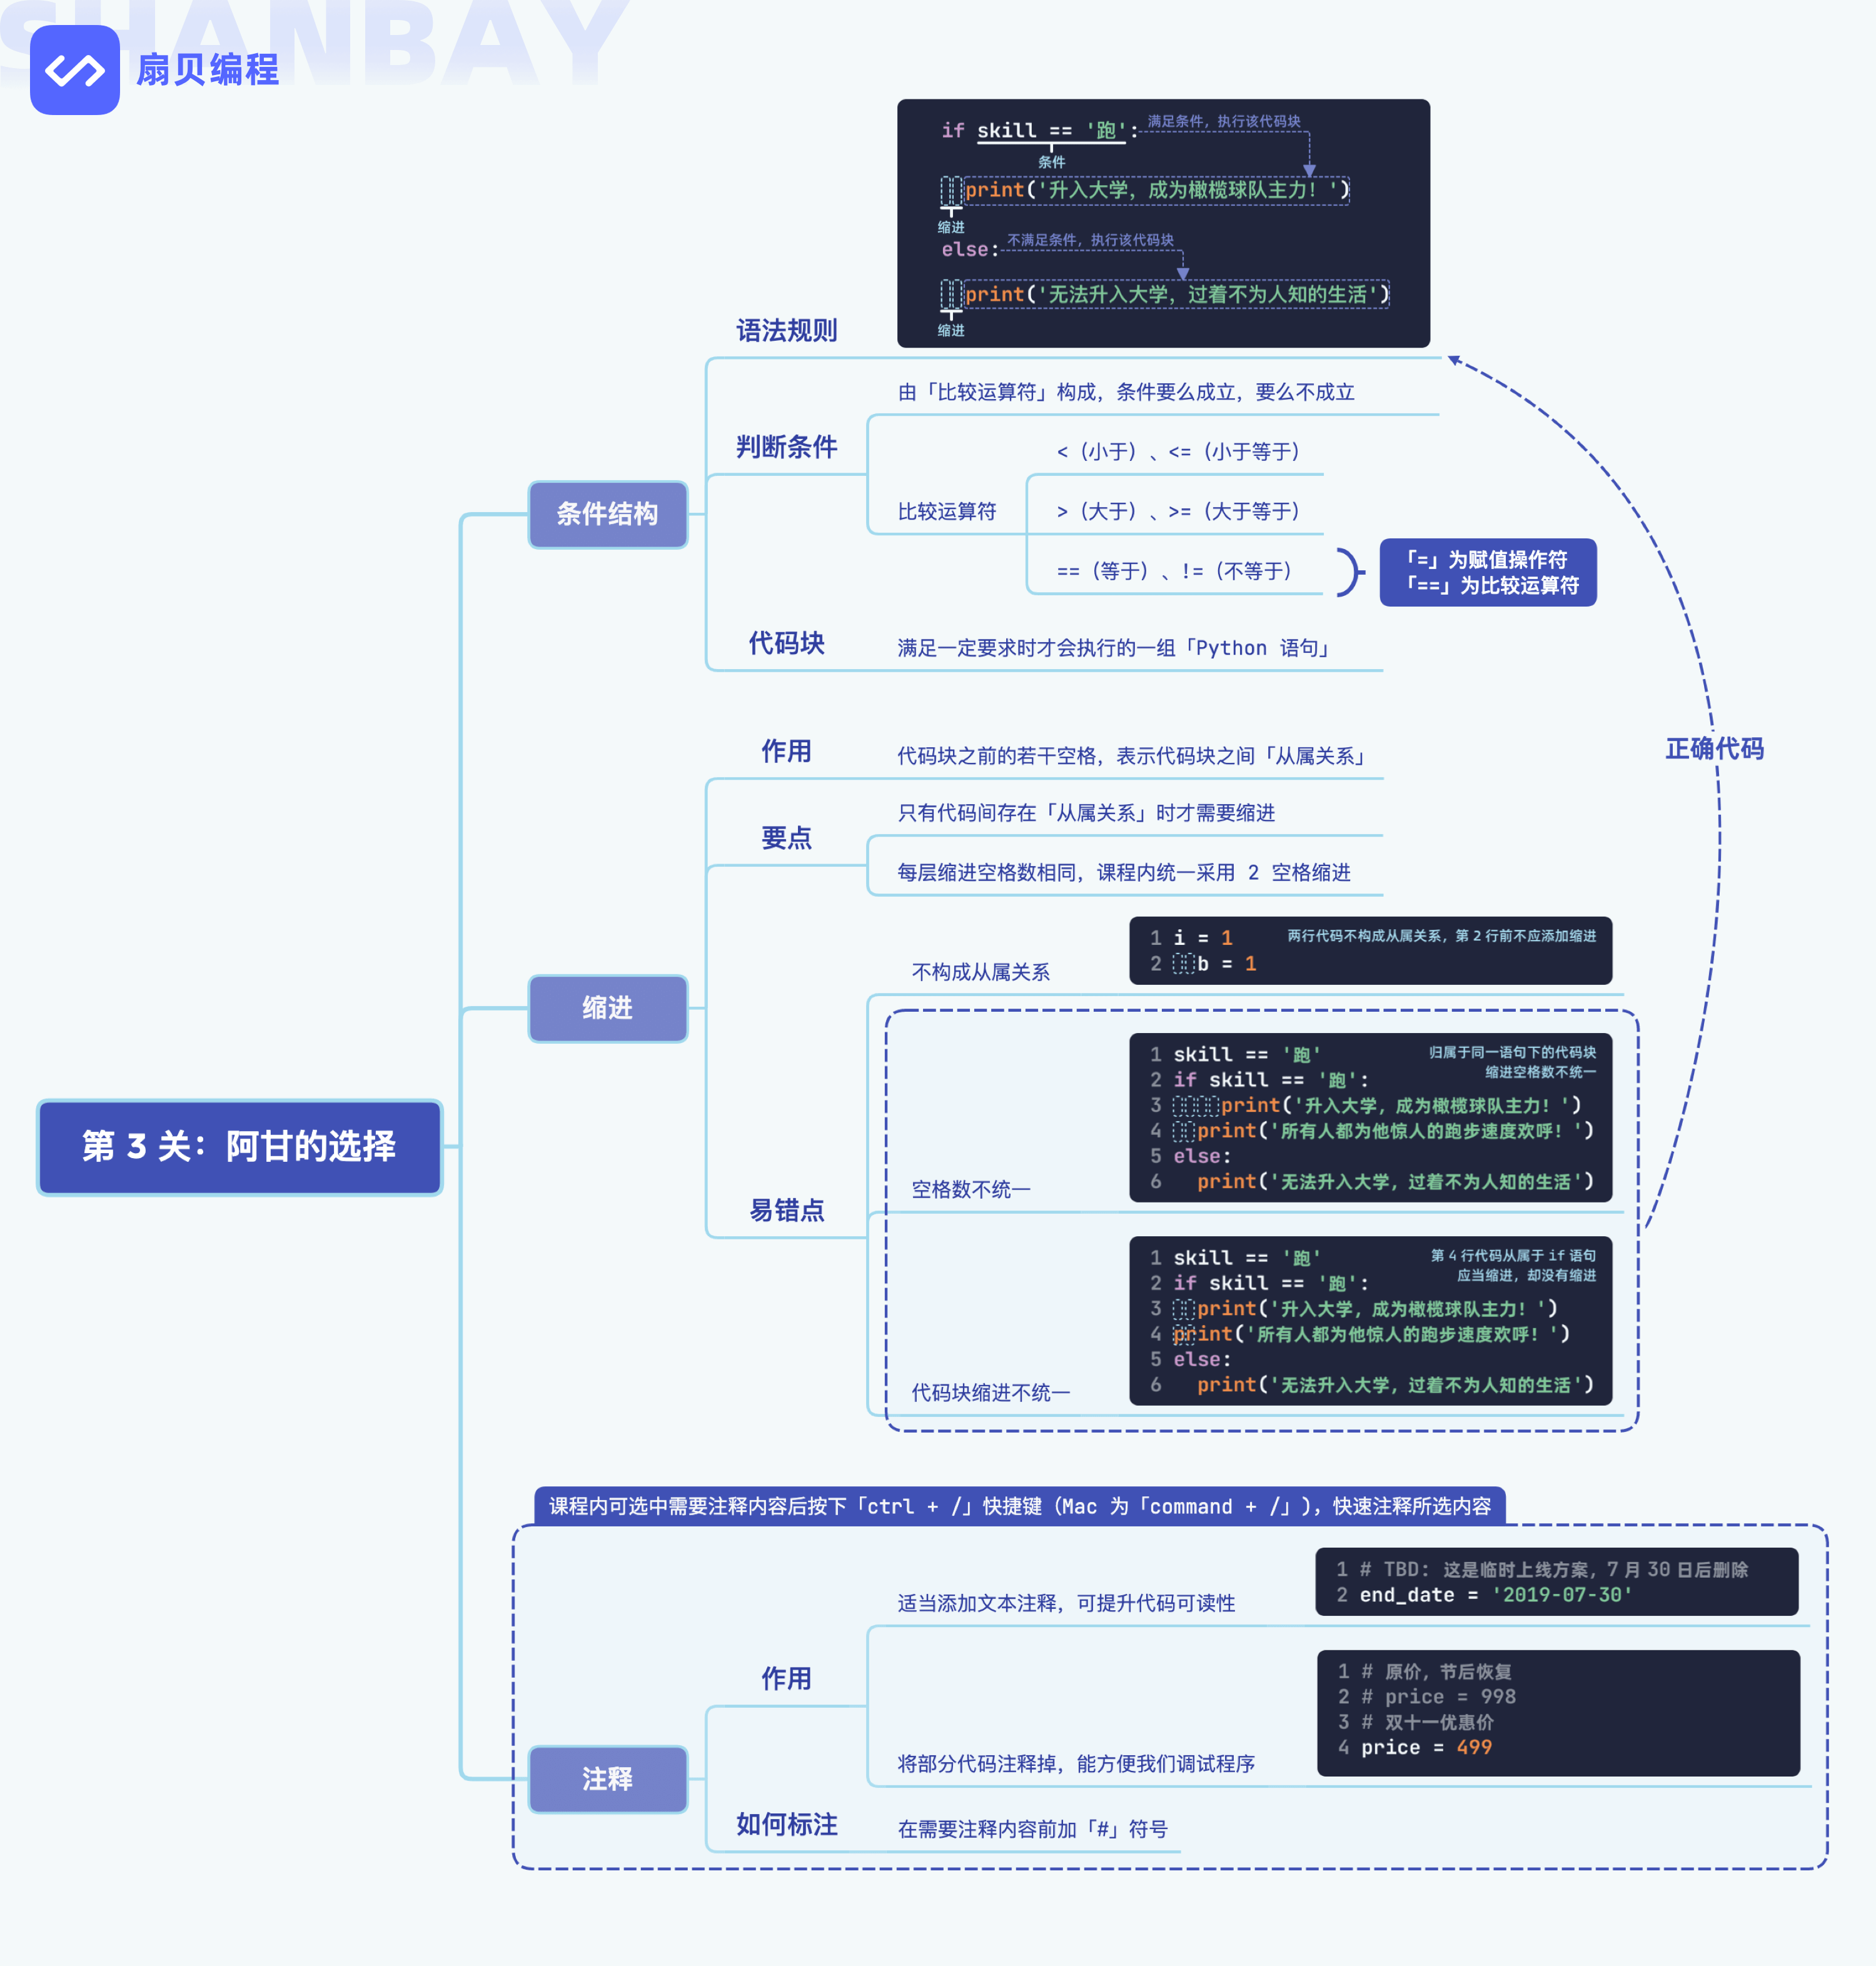 SHANBAY
扇贝编程
if skill == '跑':
满足条件，执行该代码块
条件
print('升入大学，成为橄榄球队主力！')
缩进
else:
不满足条件，执行该代码块
print('无法升入大学，过着不为人知的生活')
缩进
语法规则
由「比较运算符」构成，条件要么成立，要么不成立
判断条件
<（小于）、<=（小于等于）
条件结构
比较运算符
>（大于）、>=（大于等于）
==（等于）、!=（不等于）
「=」为赋值操作符
「==」为比较运算符
代码块
满足一定要求时才会执行的一组「Python 语句」
作用
代码块之前的若干空格，表示代码块之间「从属关系」
正确代码
要点
只有代码间存在「从属关系」时才需要缩进
每层缩进空格数相同，课程内统一采用 2 空格缩进
缩进
不构成从属关系
1 i = 1
两行代码不构成从属关系，第 2 行前不应添加缩进
2 b = 1
第 3 关：阿甘的选择
易错点
空格数不统一
1 skill == '跑'
归属于同一语句下的代码块
缩进空格数不统一
2 if skill == '跑':
3 print('升入大学，成为橄榄球队主力！')
4 print('所有人都为他惊人的跑步速度欢呼！')
5 else:
6 print('无法升入大学，过着不为人知的生活')
代码块缩进不统一
1 skill == '跑'
第 4 行代码从属于 if 语句
应当缩进，却没有缩进
2 if skill == '跑':
3 print('升入大学，成为橄榄球队主力！')
4 print('所有人都为他惊人的跑步速度欢呼！')
5 else:
6 print('无法升入大学，过着不为人知的生活')
课程内可选中需要注释内容后按下「ctrl + /」快捷键（Mac 为「command + /」），快速注释所选内容
适当添加文本注释，可提升代码可读性
1 # TBD: 这是临时上线方案，7 月 30 日后删除
2 end_date = '2019-07-30'
作用
将部分代码注释掉，能方便我们调试程序
1 # 原价，节后恢复
2 # price = 998
3 # 双十一优惠价
4 price = 499
注释
如何标注
在需要注释内容前加「#」符号